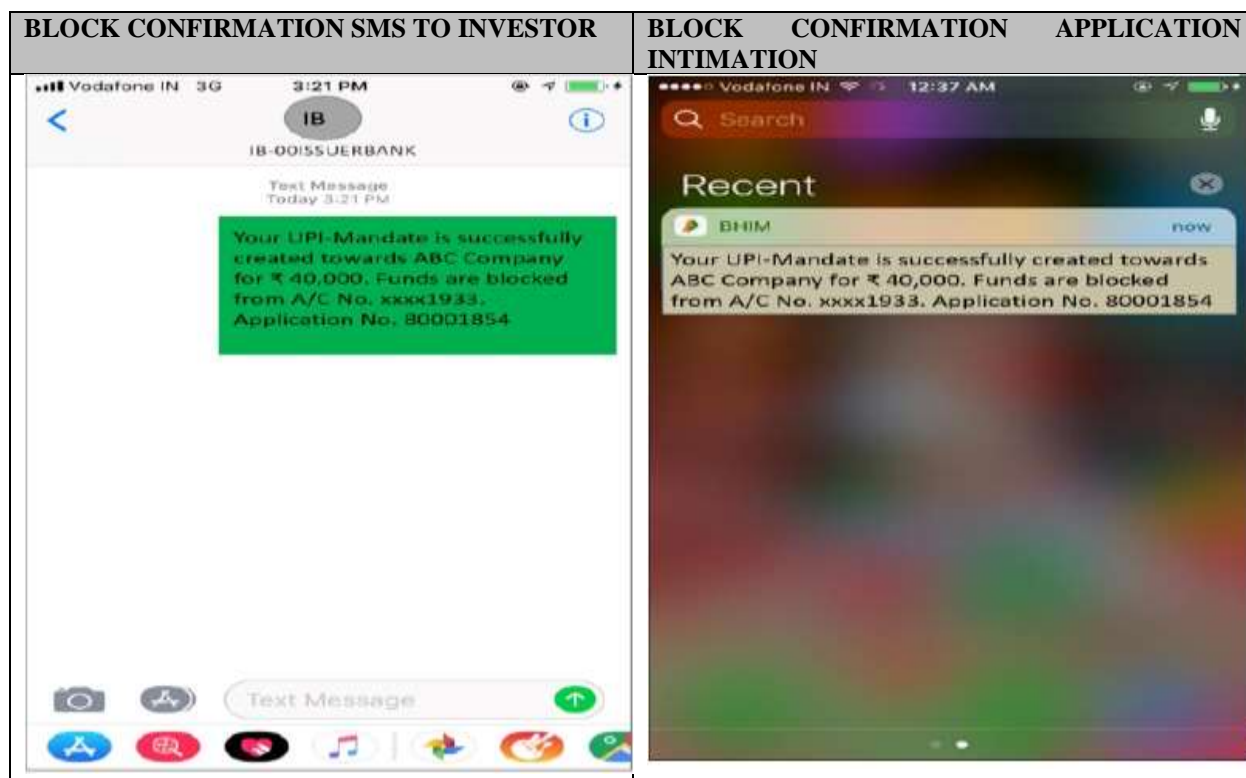 BLOCK CONFIRMATION SMS TO INVESTOR
BLOCK CONFIRMATION APPLICATION
INTIMATION
Vodafone IN 3G 3:21 PM
IB
IB-00ISSUERBANK
Text Message
Today 3:21 PM
Your UPI-Mandate is successfully
created towards ABC Company
for ₹ 40,000. Funds are blocked
from A/C No. xxxx1933.
Application No. 80001854
Text Message
Vodafone IN 12:37 AM
Search
Recent
BHIM now
Your UPI-Mandate is successfully created towards
ABC Company for ₹ 40,000. Funds are blocked
from A/C No. xxxx1933. Application No. 80001854